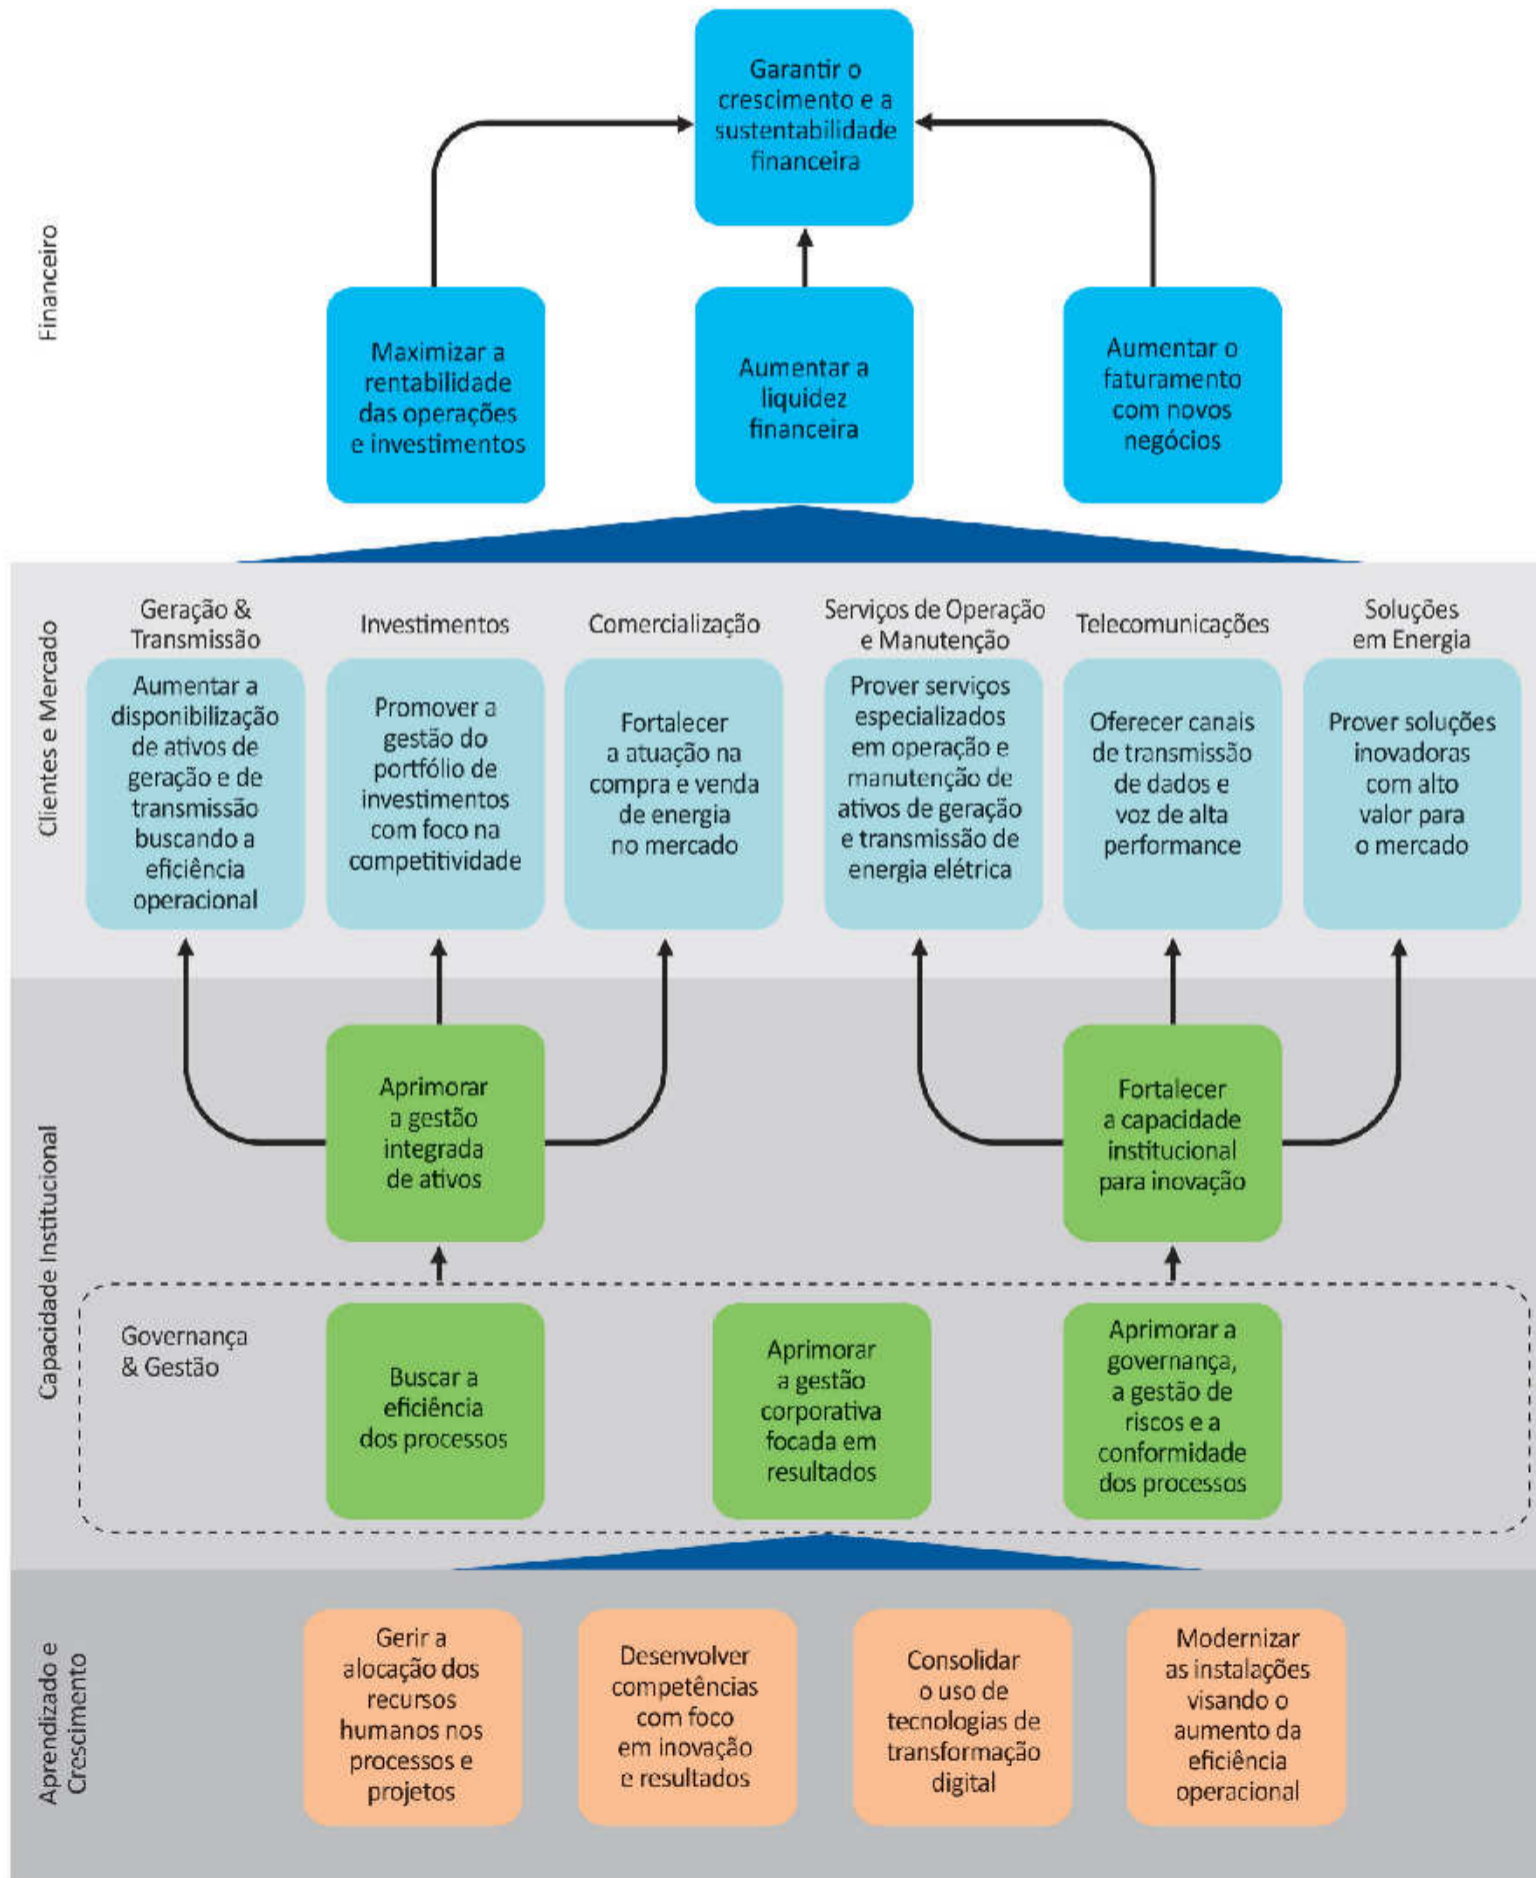 Financeiro
Garantir o
crescimento e a
sustentabilidade
financeira
Maximizar a
rentabilidade
das operações
e investimentos
Aumentar a
liquidez
financeira
Aumentar o
faturamento
com novos
negócios
Clientes e Mercado
Geração &
Transmissão
Aumentar a
disponibilização
de ativos de
geração e de
transmissão
buscando a
eficiência
operacional
Investimentos
Promover a
gestão do
portfólio de
investimentos
com foco na
competitividade
Comercialização
Fortalecer
a atuação na
compra e venda
de energia
no mercado
Serviços de Operação
e Manutenção
Prover serviços
especializados
em operação e
manutenção de
ativos de geração
e transmissão de
energia elétrica
Telecomunicações
Oferecer canais
de transmissão
de dados e
voz de alta
performance
Soluções
em Energia
Prover soluções
inovadoras
com alto
valor para
o mercado
Capacidade Institucional
Aprimorar
a gestão
integrada
de ativos
Fortalecer
a capacidade
institucional
para inovação
Governança
& Gestão
Buscar a
eficiência
dos processos
Aprimorar
a gestão
corporativa
focada em
resultados
Aprimorar a
governança,
a gestão de
riscos e a
conformidade
dos processos
Aprendizado e
Crescimento
Gerir a
alocação dos
recursos
humanos nos
processos e
projetos
Desenvolver
competências
com foco
em inovação
e resultados
Consolidar
o uso de
tecnologias de
transformação
digital
Modernizar
as instalações
visando o
aumento da
eficiência
operacional